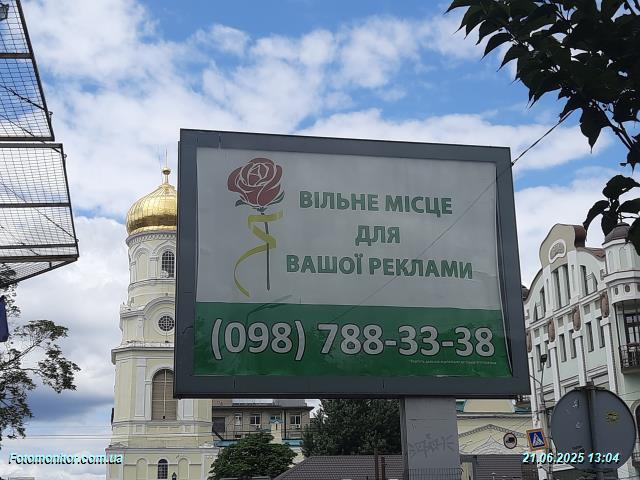 ВІЛЬНЕ МІСЦЕ
ДЛЯ
ВАШОЇ РЕКЛАМИ
(098) 788-33-38
Fotomonitor.com.ua
21.06.2025 13:04